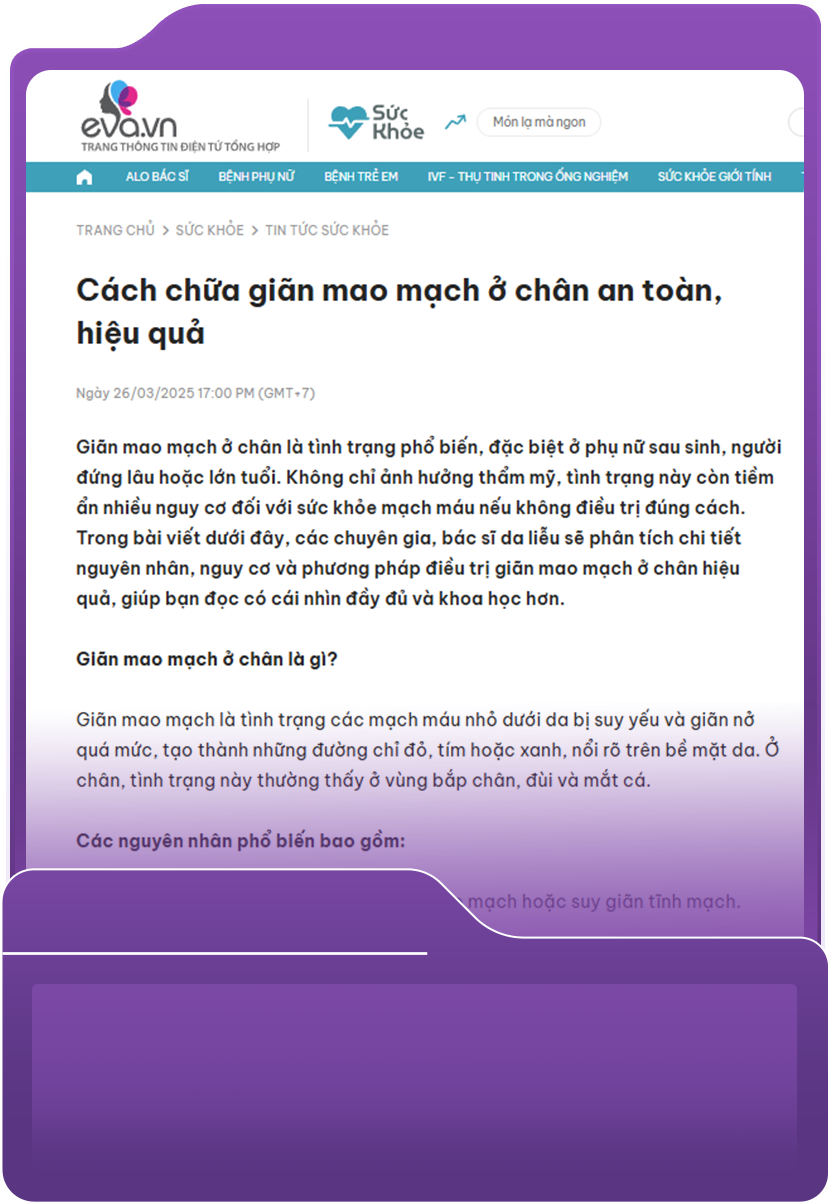 eva.vn
TRANG THÔNG TIN ĐIỆN TỬ TỔNG HỢP
Sức
Khỏe
Món lạ mà ngon
ALO BÁC SĨ BỆNH PHỤ NỮ BỆNH TRẺ EM IVF - THỤ TINH TRONG ỐNG NGHIỆM SỨC KHỎE GIỚI TÍNH
TRANG CHỦ > SỨC KHỎE > TIN TỨC SỨC KHỎE
Cách chữa giãn mao mạch ở chân an toàn,
hiệu quả
Ngày 26/03/2025 17:00 PM (GMT+7)
Giãn mao mạch ở chân là tình trạng phổ biến, đặc biệt ở phụ nữ sau sinh, người
đứng lâu hoặc lớn tuổi. Không chỉ ảnh hưởng thẩm mỹ, tình trạng này còn tiềm
ẩn nhiều nguy cơ đối với sức khỏe mạch máu nếu không điều trị đúng cách.
Trong bài viết dưới đây, các chuyên gia, bác sĩ da liễu sẽ phân tích chi tiết
nguyên nhân, nguy cơ và phương pháp điều trị giãn mao mạch ở chân hiệu
quả, giúp bạn đọc có cái nhìn đầy đủ và khoa học hơn.
Giãn mao mạch ở chân là gì?
Giãn mao mạch là tình trạng các mạch máu nhỏ dưới da bị suy yếu và giãn nở
quá mức, tạo thành những đường chỉ đỏ, tím hoặc xanh, nổi rõ trên bề mặt da. Ở
chân, tình trạng này thường thấy ở vùng bắp chân, đùi và mắt cá.
Các nguyên nhân phổ biến bao gồm:
mạch hoặc suy giãn tĩnh mạch.